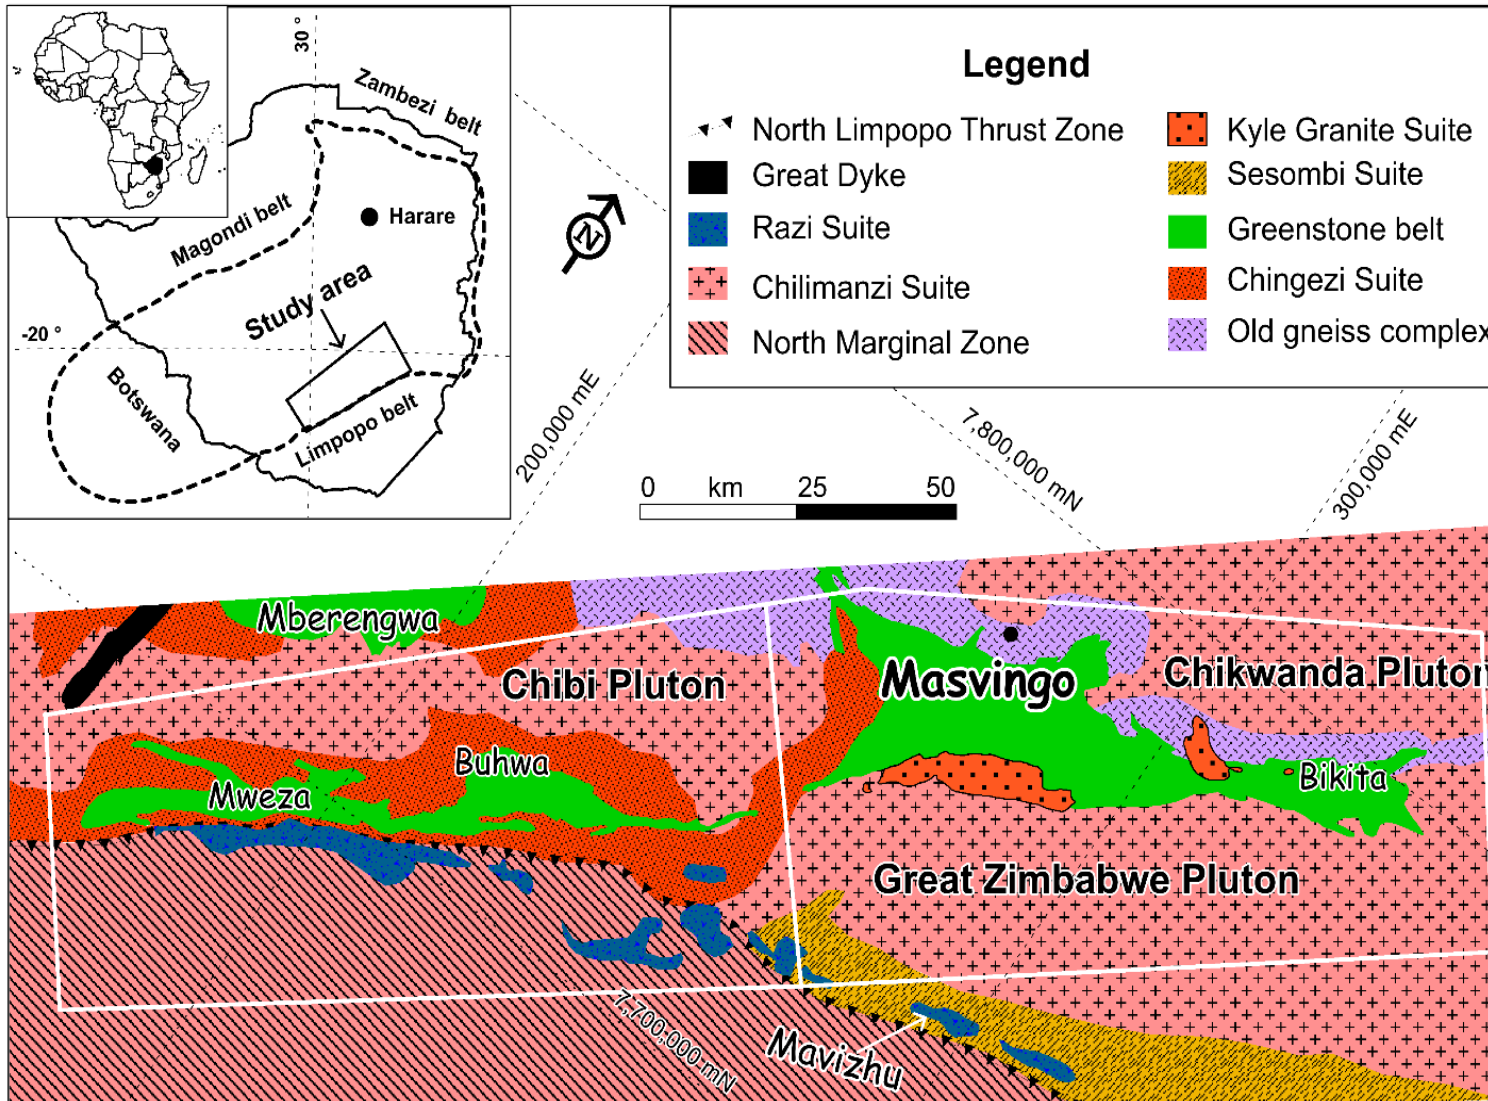 30 °
Zambezi belt
Magondi belt
Harare
Study area
-20 °
Botswana
Limpopo belt
N
Legend
North Limpopo Thrust Zone
Great Dyke
Razi Suite
Chilimanzi Suite
North Marginal Zone
Kyle Granite Suite
Sesombi Suite
Greenstone belt
Chingezi Suite
Old gneiss complex
200,000 mE
7,800,000 mN
300,000 mE
0 km 25 50
Mberengwa
Chibi Pluton
Masvingo
Chikwanda Pluton
Buhwa
Mweza
Bikita
Great Zimbabwe Pluton
7,700,000 mN
Mavizhu